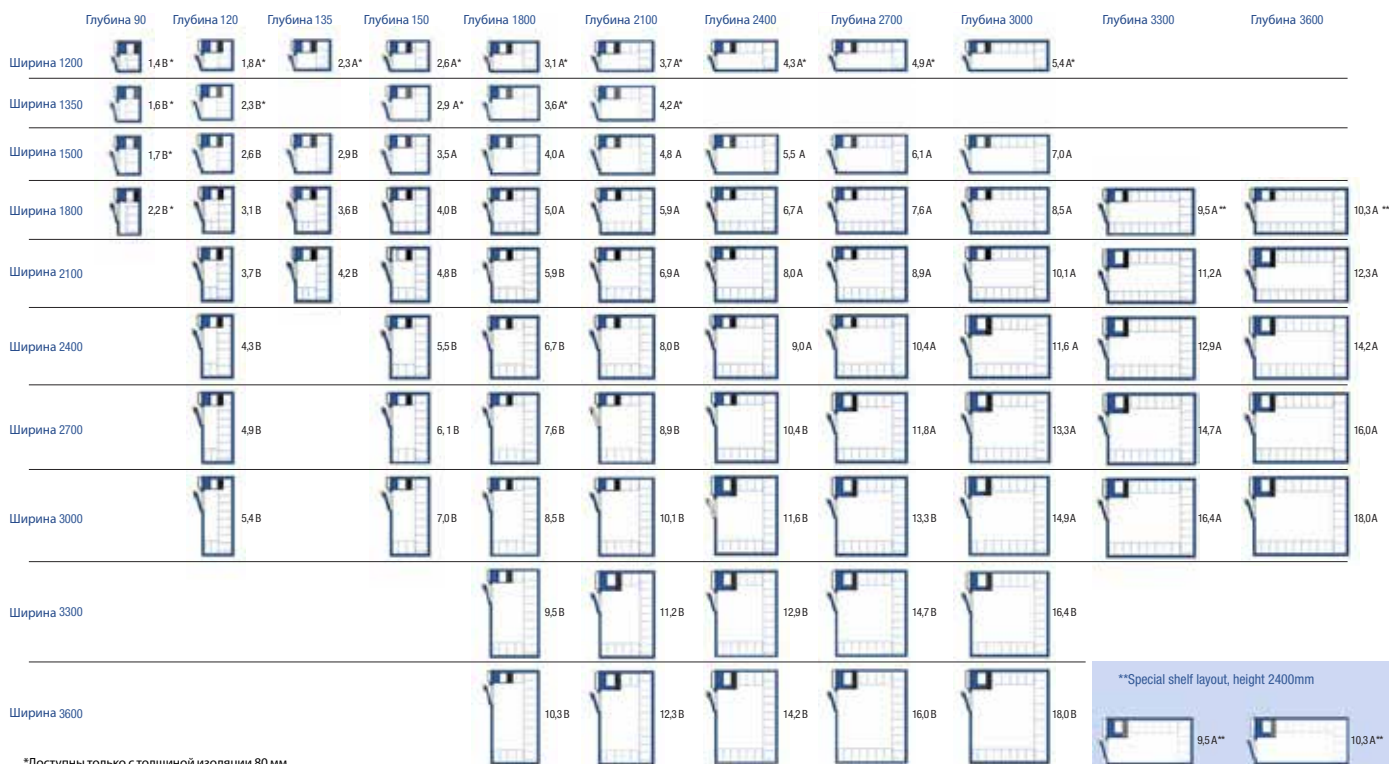 Глубина 90 Глубина 120 Глубина 135 Глубина 150 Глубина 1800 Глубина 2100 Глубина 2400 Глубина 2700 Глубина 3000 Глубина 3300 Глубина 3600
Ширина 1200 1,4 B* 1,8 A* 2,3 A* 2,6 A* 3,1 A* 3,7 A* 4,3 A* 4,9 A* 5,4 A*
Ширина 1350 1,6 B* 2,3 B* 2,9 A* 3,6 A* 4,2 A*
Ширина 1500 1,7 B* 2,6 B 2,9 B 3,5 A 4,0 A 4,8 A 5,5 A 6,1 A 7,0 A
Ширина 1800 2,2 B* 3,1 B 3,6 B 4,0 B 5,0 A 5,9 A 6,7 A 7,6 A 8,5 A 9,5 A** 10,3 A**
Ширина 2100 3,7 B 4,2 B 4,8 B 5,9 B 6,9 A 8,0 A 8,9A 10,1 A 11,2 A 12,3 A
Ширина 2400 4,3 B 5,5 B 6,7 B 8,0 B 9,0 A 10,4 A 11,6 A 12,9 A 14,2 A
Ширина 2700 4,9 B 6,1 B 7,6 B 8,9 B 10,4 B 11,8 A 13,3 A 14,7 A 16,0 A
Ширина 3000 5,4 B 7,0 B 8,5 B 10,1 B 11,6 B 13,3 B 14,9 A 16,4 A 18,0 A
Ширина 3300 9,5 B 11,2 B 12,9 B 14,7 B 16,4 B
**Special shelf layout, height 2400mm
Ширина 3600 10,3 B 12,3 B 14,2 B 16,0 B 18,0 B
9,5 A** 10,3 A**
*Доступны только с толщиной изоляции 80 мм